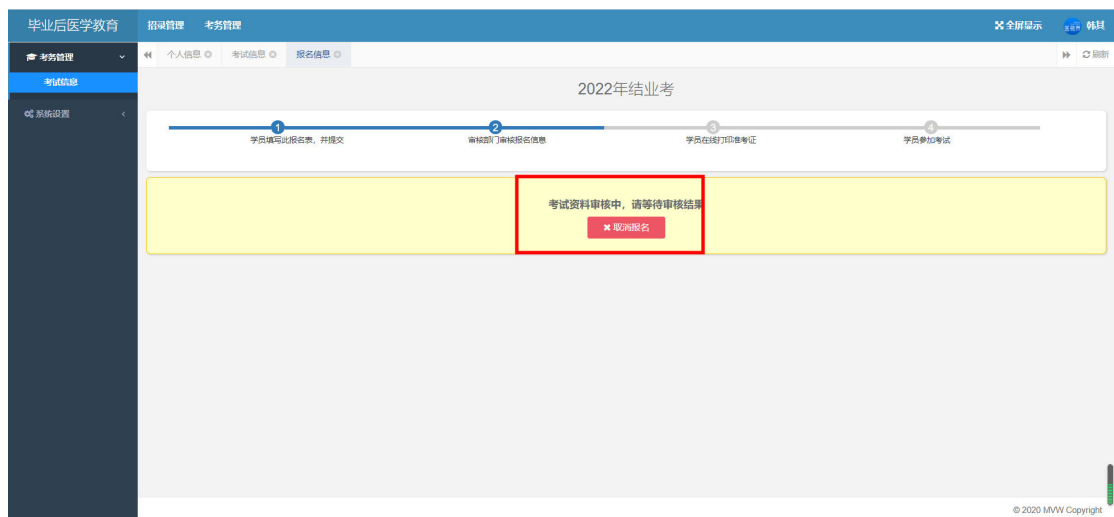 毕业后医学教育
招录管理 考务管理
全屏显示 韩其
考务管理
个人信息 考试信息 报名信息
刷新
考试信息
系统设置
2022年结业考
1 2 3 4
学员填写此报名表，并提交 审核部门审核报名信息 学员在线打印准考证 学员参加考试
考试资料审核中，请等待审核结果
取消报名
© 2020 MVW Copyright